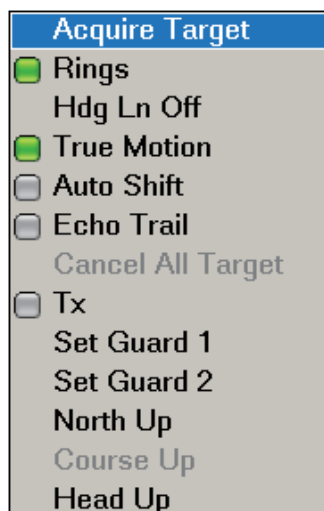 Acquire Target
Rings
Hdg Ln Off
True Motion
Auto Shift
Echo Trail
Cancel All Target
Tx
Set Guard 1
Set Guard 2
North Up
Course Up
Head Up